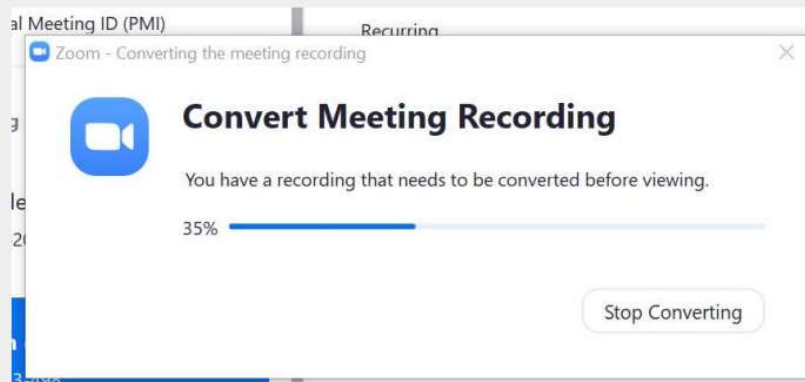 al Meeting ID (PMI)
Recurring
Zoom - Converting the meeting recording
Convert Meeting Recording
You have a recording that needs to be converted before viewing.
35%
Stop Converting